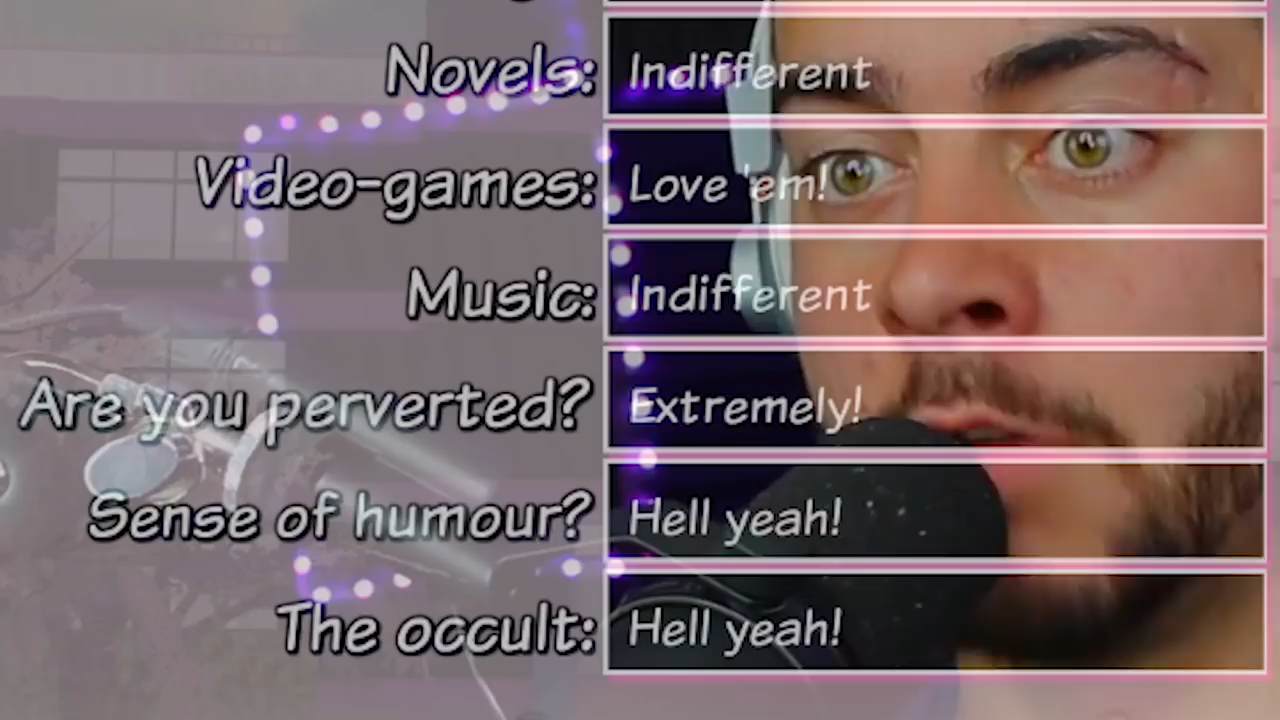 Novels: Indifferent
Video-games: Love 'em!
Music: Indifferent
Are you perverted? Extremely!
Sense of humour? Hell yeah!
The occult: Hell yeah!